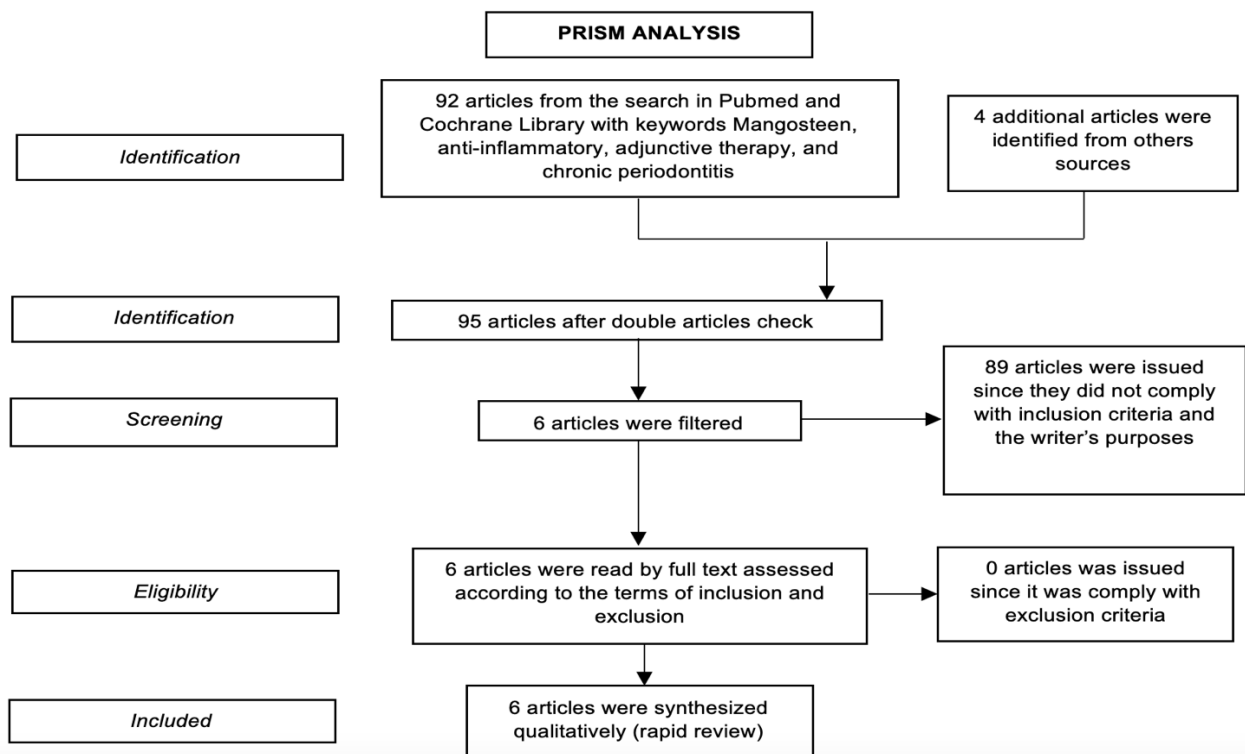 PRISM ANALYSIS
92 articles from the search in Pubmed and
Cochrane Library with keywords Mangosteen,
anti-inflammatory, adjunctive therapy, and
chronic periodontitis
4 additional articles were
identified from others
sources
Identification
Identification
95 articles after double articles check
89 articles were issued
since they did not comply
with inclusion criteria and
the writer's purposes
Screening
6 articles were filtered
Eligibility
6 articles were read by full text assessed
according to the terms of inclusion and
exclusion
0 articles was issued
since it was comply with
exclusion criteria
Included
6 articles were synthesized
qualitatively (rapid review)